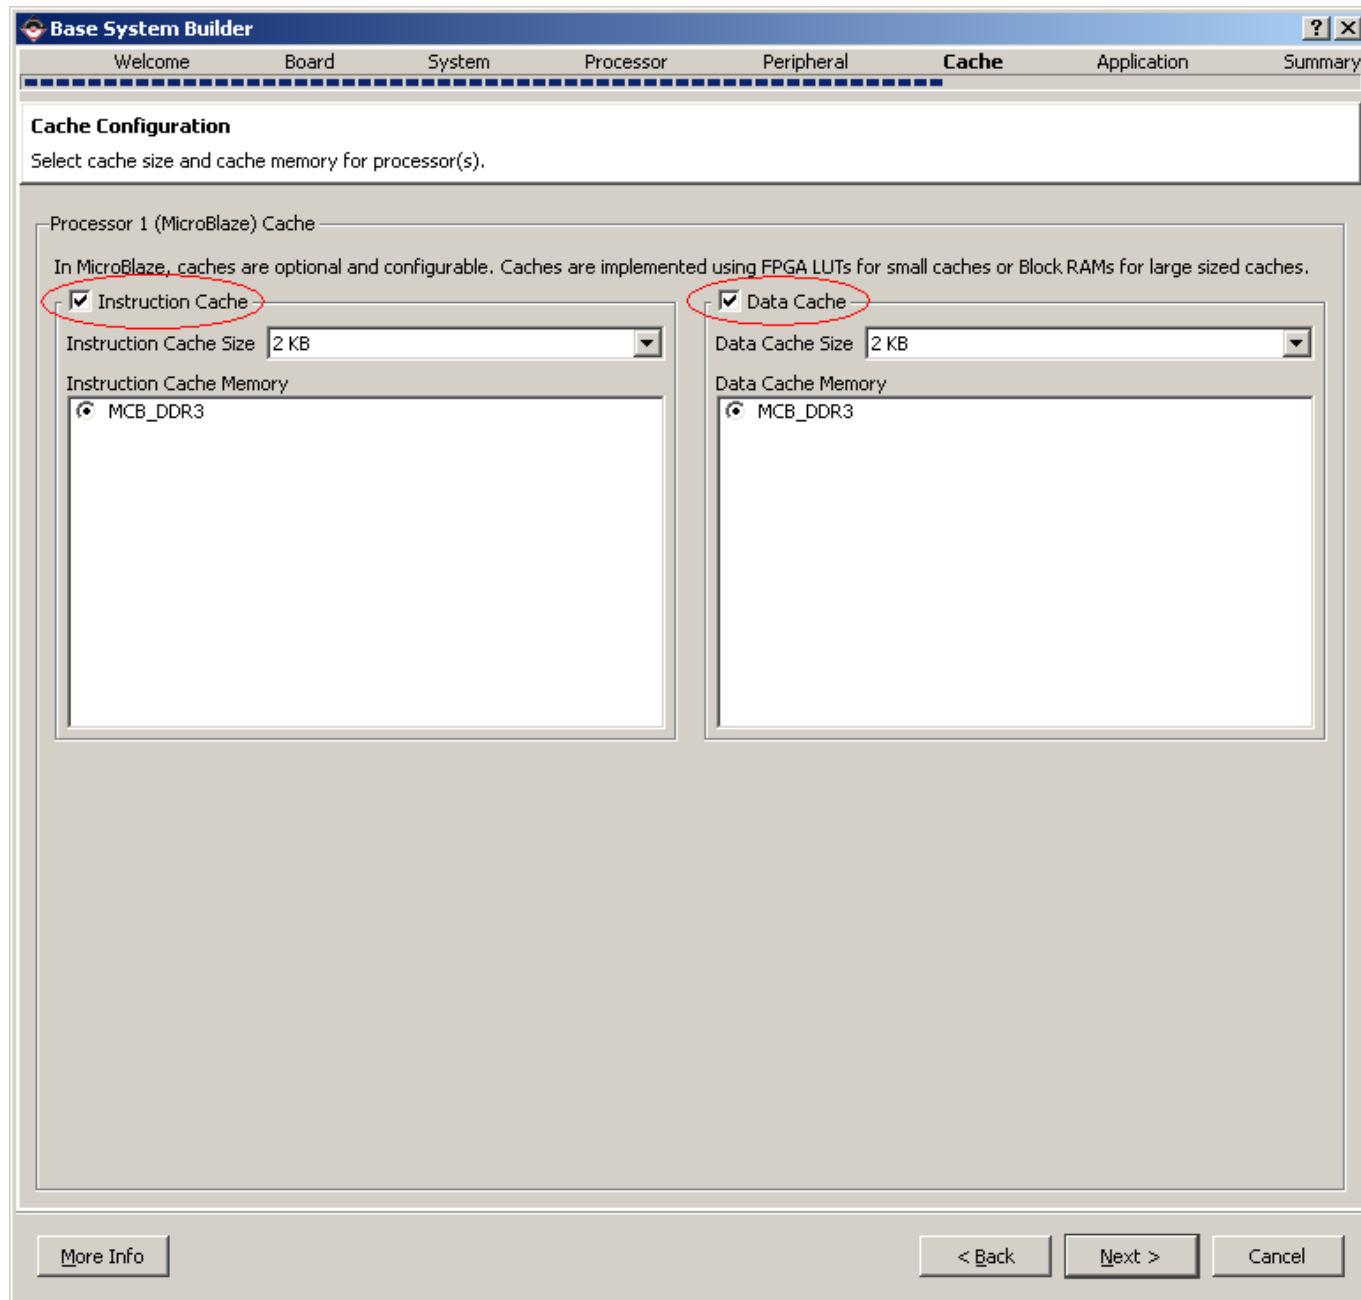 Base System Builder
Welcome Board System Processor Peripheral Cache Application Summary
Cache Configuration
Select cache size and cache memory for processor(s).
Processor 1 (MicroBlaze) Cache
In MicroBlaze, caches are optional and configurable. Caches are implemented using FPGA LUTs for small caches or Block RAMs for large sized caches.
Instruction Cache
Instruction Cache Size 2 KB
Instruction Cache Memory
MCB_DDR3
Data Cache
Data Cache Size 2 KB
Data Cache Memory
MCB_DDR3
More Info < Back Next > Cancel